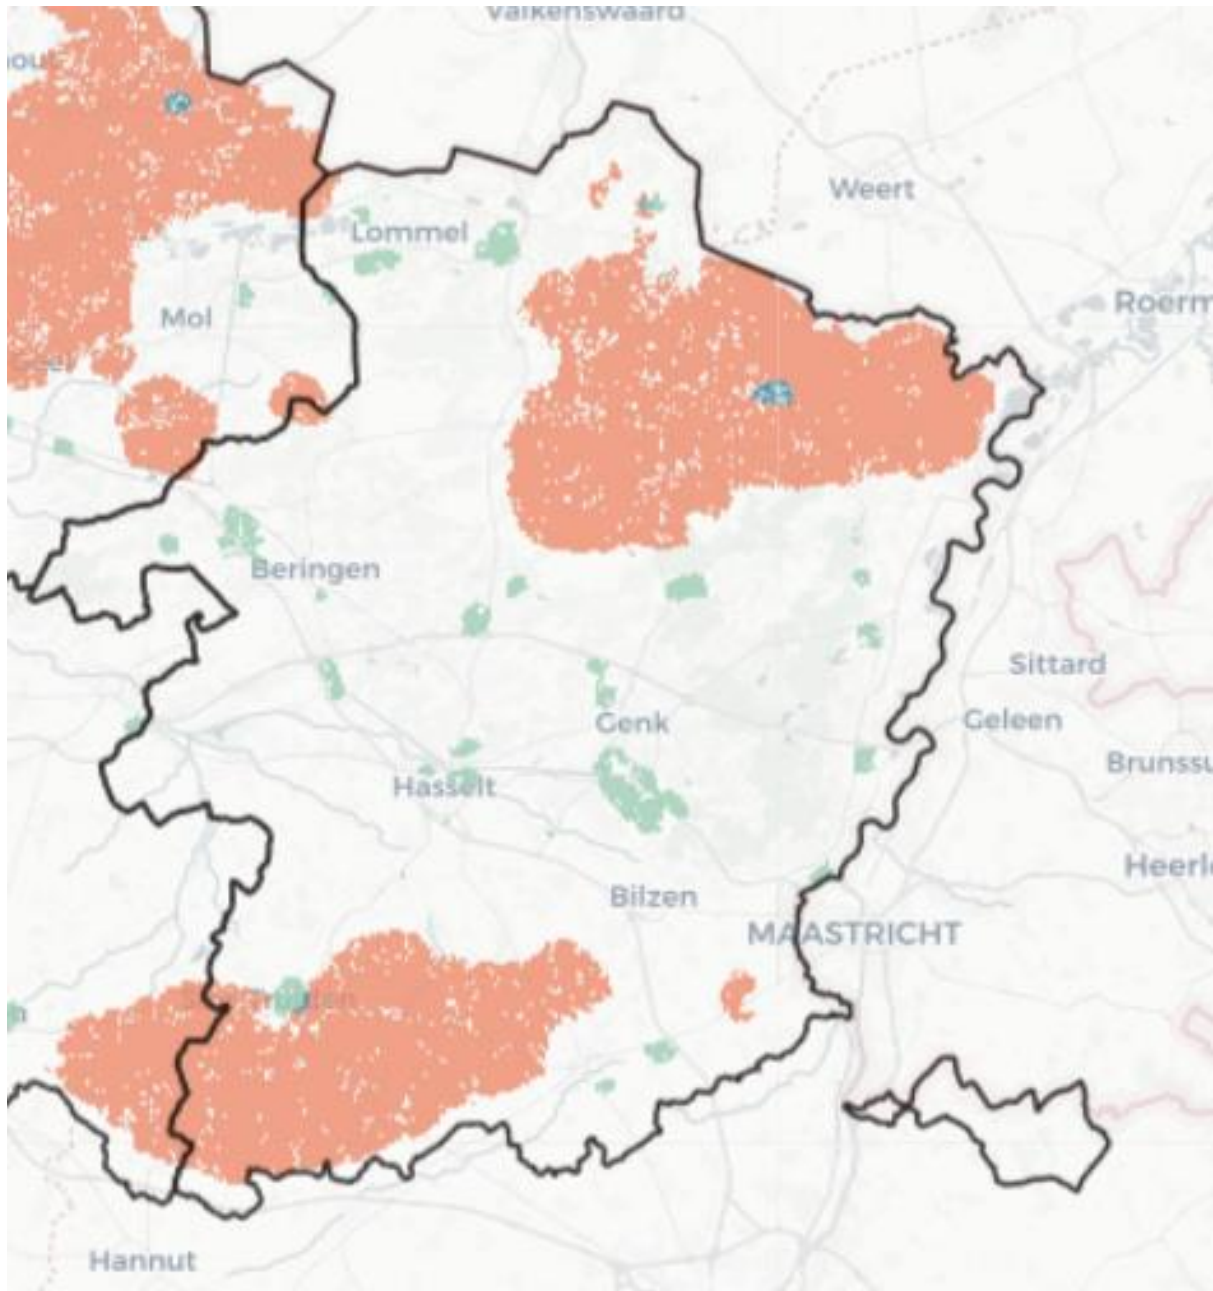 Valkenswaard
Weert
Lommel
Roerm
Mol
Beringen
Sittard
Genk
Geleen
Brunssu
Hasselt
Heerl
Bilzen
MAASTRICHT
Hannut